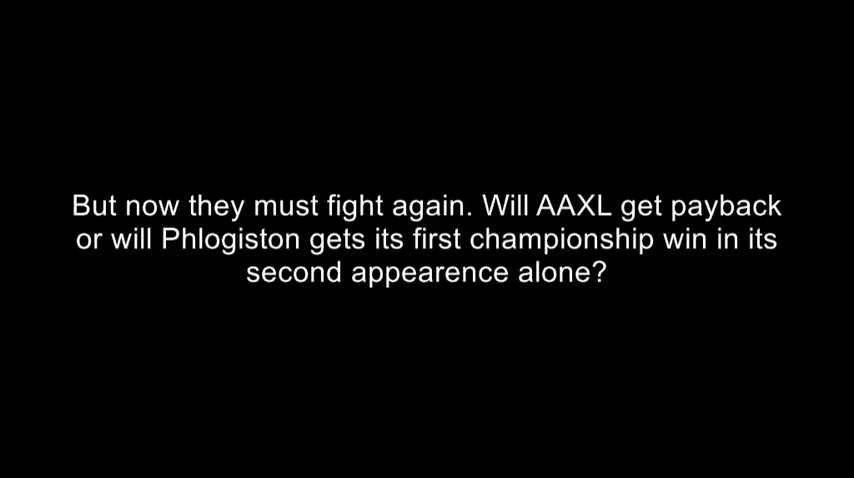 But now they must fight again. Will AAXL get payback
or will Phlogiston gets its first championship win in its
second appearence alone?